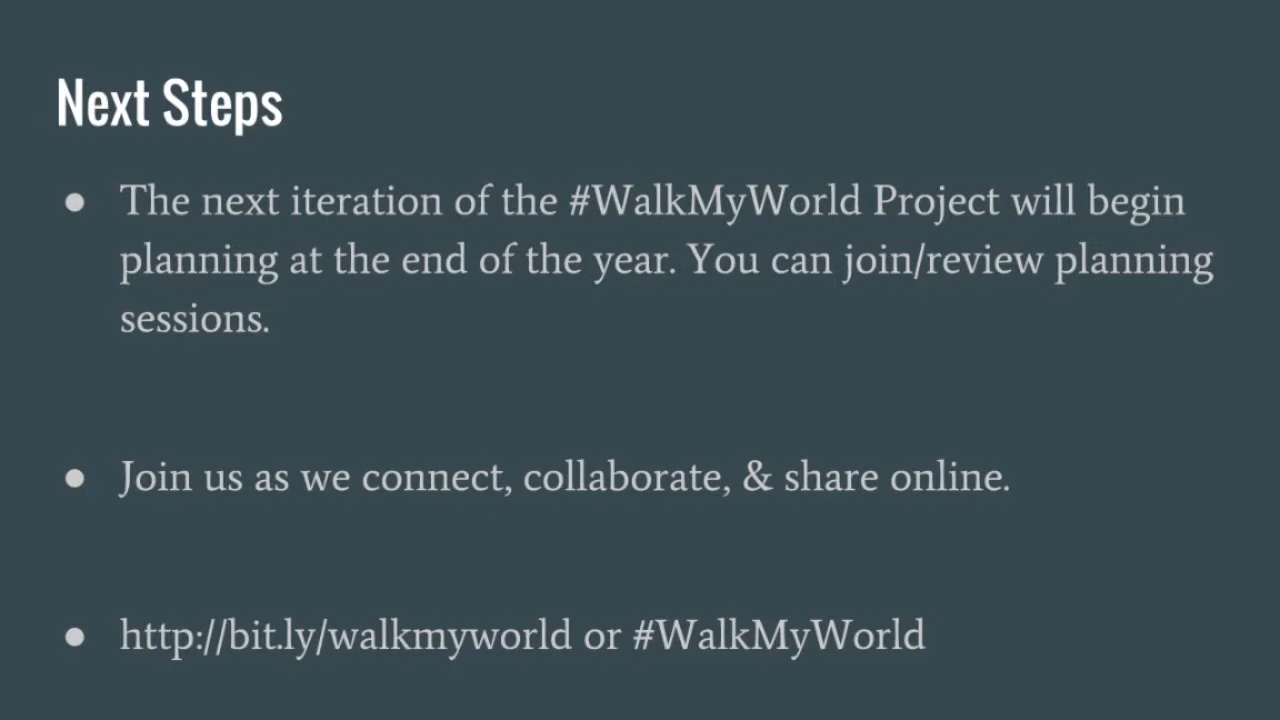 Next Steps
● The next iteration of the #WalkMyWorld Project will begin
planning at the end of the year. You can join/review planning
sessions.
● Join us as we connect, collaborate, & share online.
● http://bit.ly/walkmyworld or #WalkMyWorld